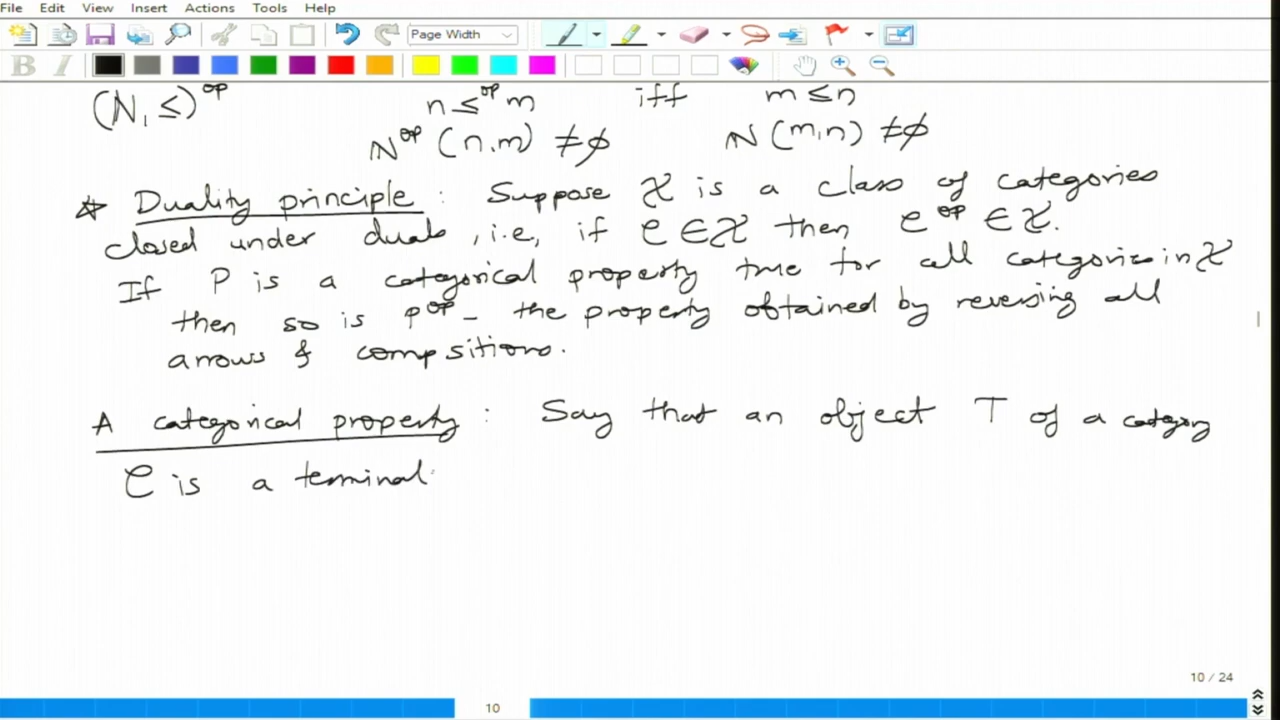 File Edit View Insert Actions Tools Help
Page Width
(N, ≤)^op n ≤^op m iff m ≤ n
N^op (n,m) ≠ ϕ N (m,n) ≠ ϕ
☆ Duality principle : Suppose 𝒳 is a class of categories
closed under duals, i.e., if C ∈ 𝒳 then C^op ∈ 𝒳.
If P is a categorical property true for all categories in 𝒳
then so is P^op – the property obtained by reversing all
arrows & compositions.
A categorical property : Say that an object T of a category
C is a terminal
10 / 24
10